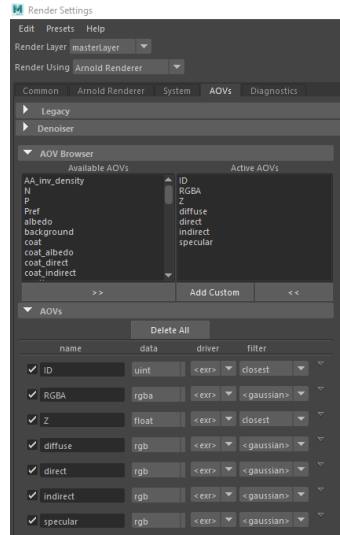 M Render Settings
Edit Presets Help
Render Layer masterLayer
Render Using Arnold Renderer
Common Arnold Renderer System AOVs Diagnostics
Legacy
Denoiser
AOV Browser
Available AOVs Active AOVs
AA_inv_density ID
N RGBA
P Z
Pref diffuse
albedo direct
background indirect
coat specular
coat_albedo
coat_direct
coat_indirect
>> Add Custom <<
AOVs
Delete All
name data driver filter
ID uint <exr> closest
RGBA rgba <exr> <gaussian>
Z float <exr> closest
diffuse rgb <exr> <gaussian>
direct rgb <exr> <gaussian>
indirect rgb <exr> <gaussian>
specular rgb <exr> <gaussian>